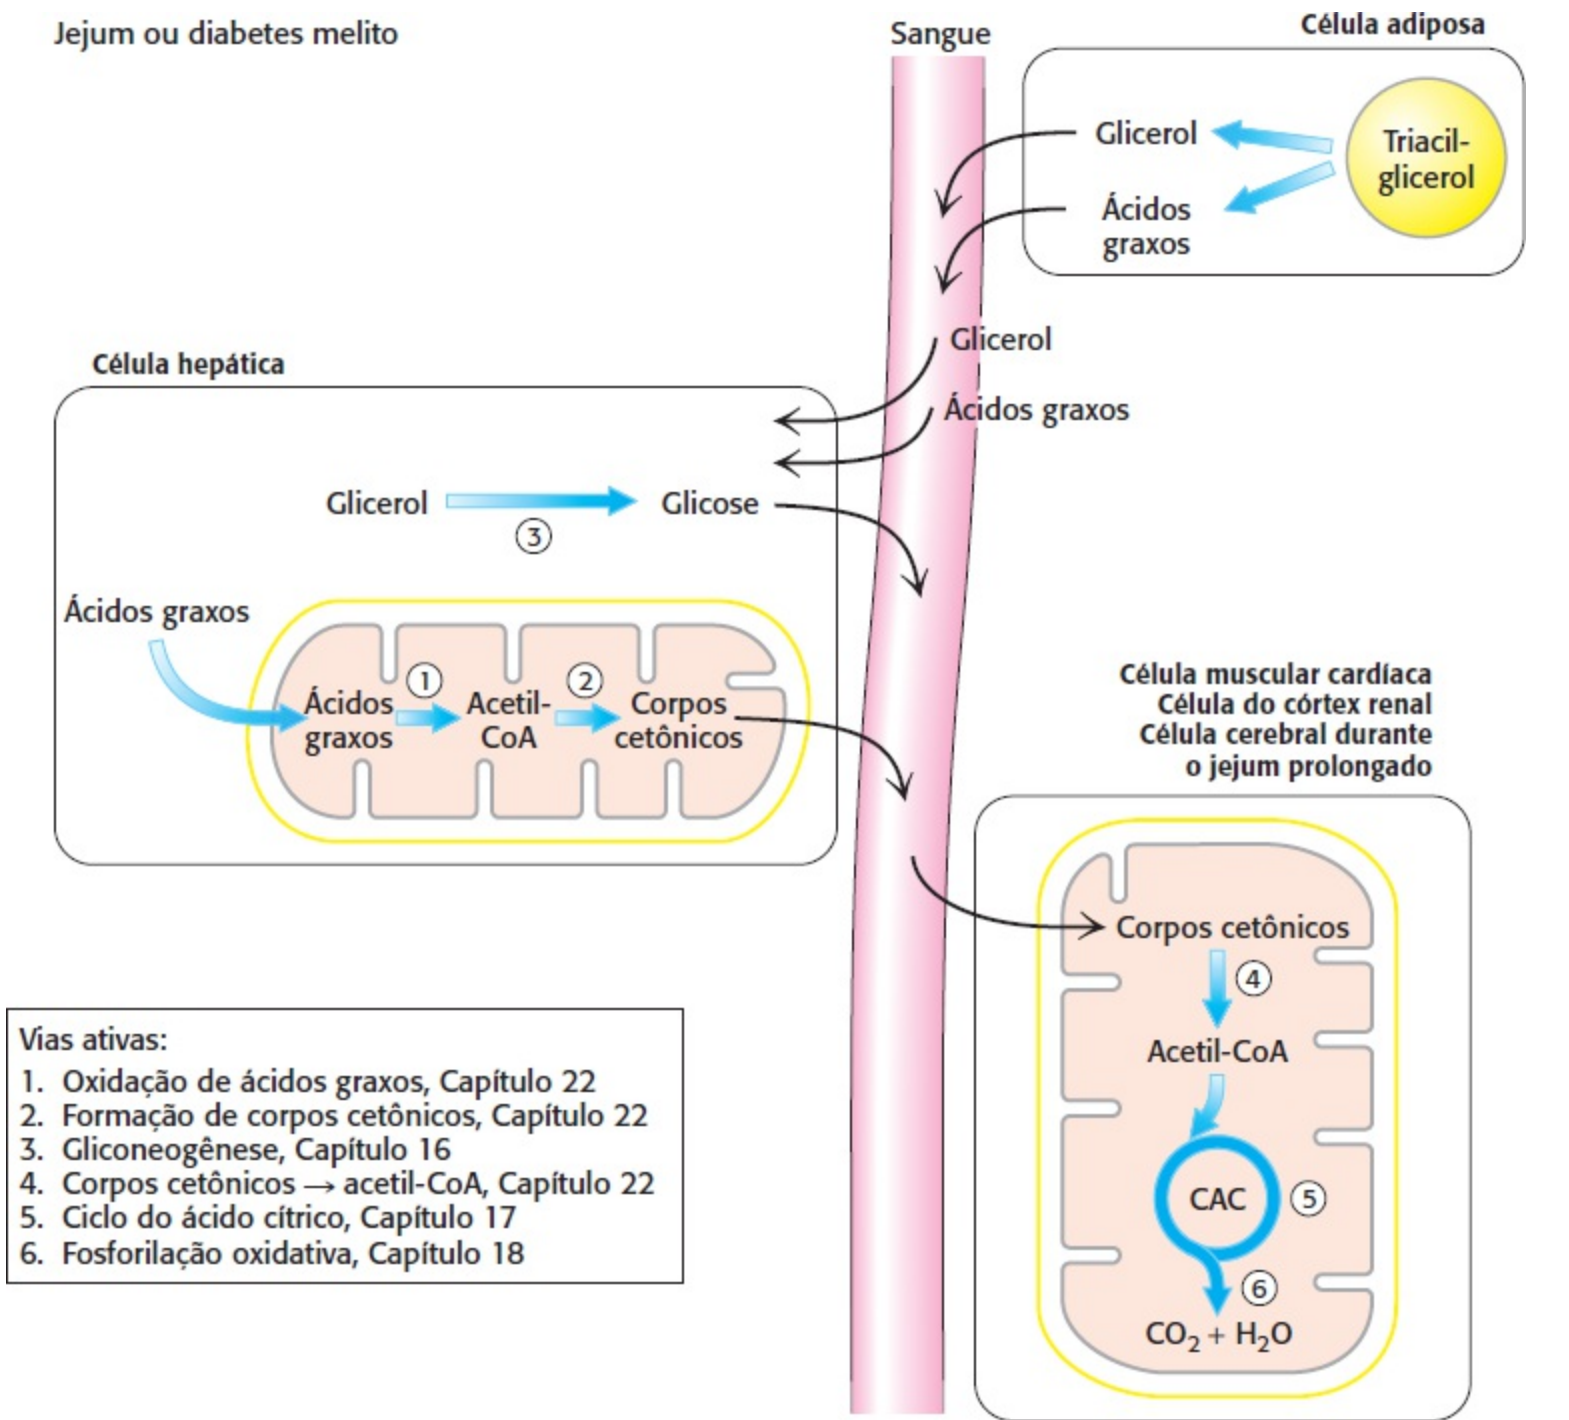 Jejum ou diabetes melito
Sangue
Célula adiposa
Glicerol
Ácidos
graxos
Triacil-
glicerol
Glicerol
Ácidos graxos
Célula hepática
Glicerol
Glicose
3
Ácidos graxos
Ácidos
graxos
1
Acetil-
CoA
2
Corpos
cetônicos
Célula muscular cardíaca
Célula do córtex renal
Célula cerebral durante
o jejum prolongado
Corpos cetônicos
4
Acetil-CoA
CAC
5
6
CO₂ + H₂O
Vias ativas:
1. Oxidação de ácidos graxos, Capítulo 22
2. Formação de corpos cetônicos, Capítulo 22
3. Gliconeogênese, Capítulo 16
4. Corpos cetônicos → acetil-CoA, Capítulo 22
5. Ciclo do ácido cítrico, Capítulo 17
6. Fosforilação oxidativa, Capítulo 18